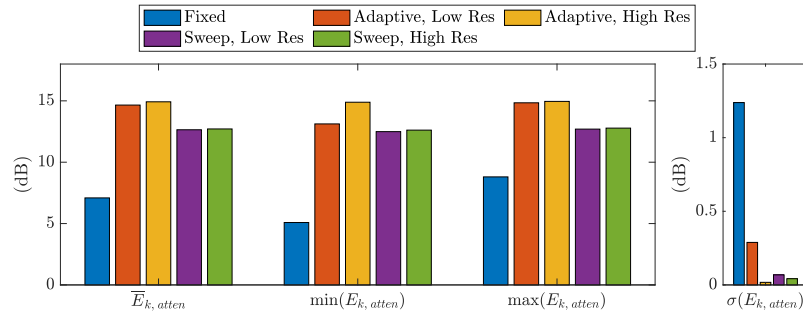 Fixed Adaptive, Low Res Adaptive, High Res
Sweep, Low Res Sweep, High Res
15
10
5
0
(dB)
E̅k, atten min(Ek, atten) max(Ek, atten)
1.5
1
0.5
0
(dB)
σ(Ek, atten)